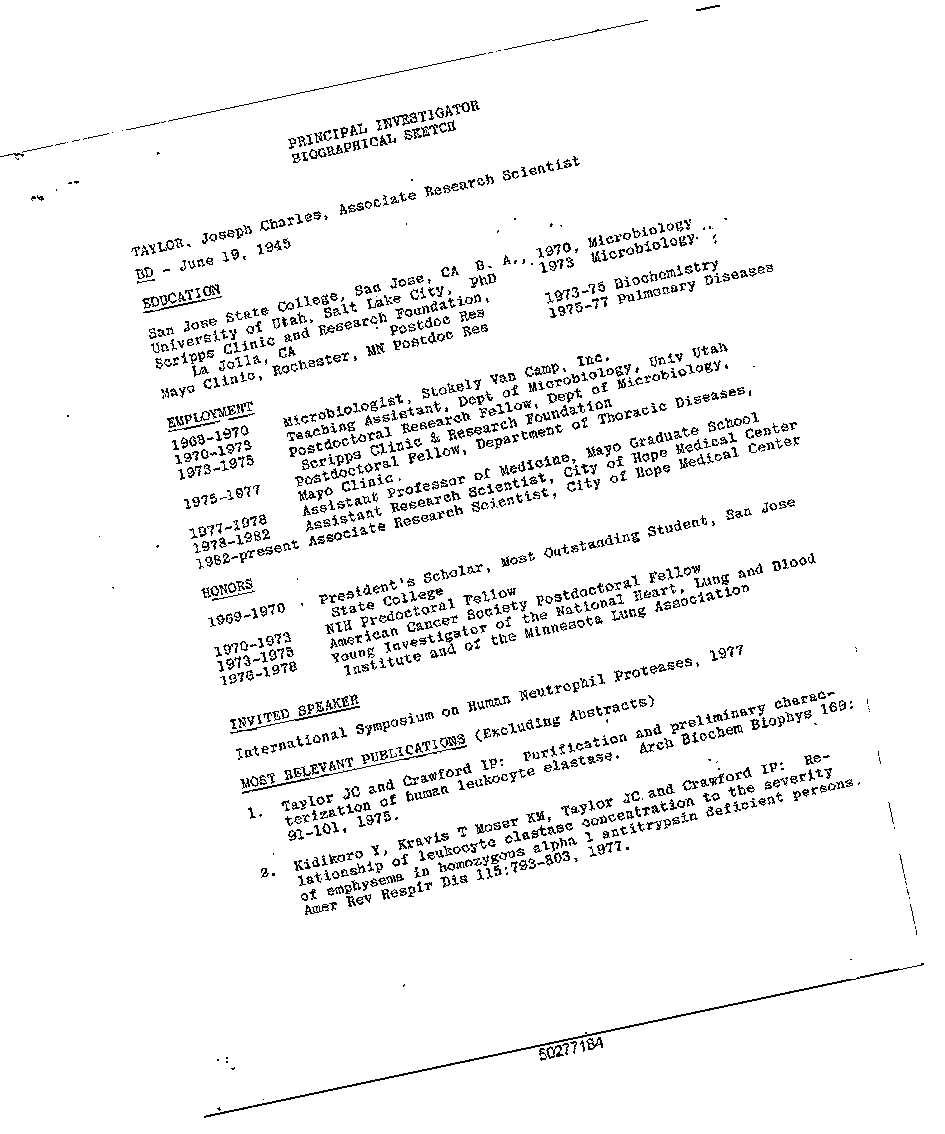 PRINCIPAL INVESTIGATOR
BIOGRAPHICAL SKETCH
TAYLOR, Joseph Charles, Associate Research Scientist
BD - June 19, 1945
EDUCATION
San Jose State College, San Jose, CA B. A., 1970, Microbiology
University of Utah, Salt Lake City, PhD 1973 Microbiology
Scripps Clinic and Research Foundation,
La Jolla, CA Postdoc Res 1973-75 Biochemistry
Mayo Clinic, Rochester, MN Postdoc Res 1975-77 Pulmonary Diseases
EMPLOYMENT
1968-1970 Microbiologist, Stokely Van Camp, Inc.
1970-1973 Teaching Assistant, Dept of Microbiology, Univ Utah
1973-1975 Postdoctoral Research Fellow, Dept of Microbiology,
Scripps Clinic & Research Foundation
1975-1977 Postdoctoral Fellow, Department of Thoracic Diseases,
Mayo Clinic.
1977-1978 Assistant Professor of Medicine, Mayo Graduate School
1978-1982 Assistant Research Scientist, City of Hope Medical Center
1982-present Associate Research Scientist, City of Hope Medical Center
HONORS
1969-1970 President's Scholar, Most Outstanding Student, San Jose
State College
1970-1973 NIH Predoctoral Fellow
1973-1975 American Cancer Society Postdoctoral Fellow
1976-1978 Young Investigator of the National Heart, Lung and Blood
Institute and of the Minnesota Lung Association
INVITED SPEAKER
International Symposium on Human Neutrophil Proteases, 1977
MOST RELEVANT PUBLICATIONS (Excluding Abstracts)
1. Taylor JC and Crawford IP: Purification and preliminary charac-
terization of human leukocyte elastase. Arch Biochem Biophys 169:
91-101, 1975.
2. Kidikoro Y, Kravis T Moser KM, Taylor JC and Crawford IP: Re-
lationship of leukocyte elastase concentration to the severity
of emphysema in homozygous alpha 1 antitrypsin deficient persons.
Amer Rev Respir Dis 115:793-803, 1977.
50277184